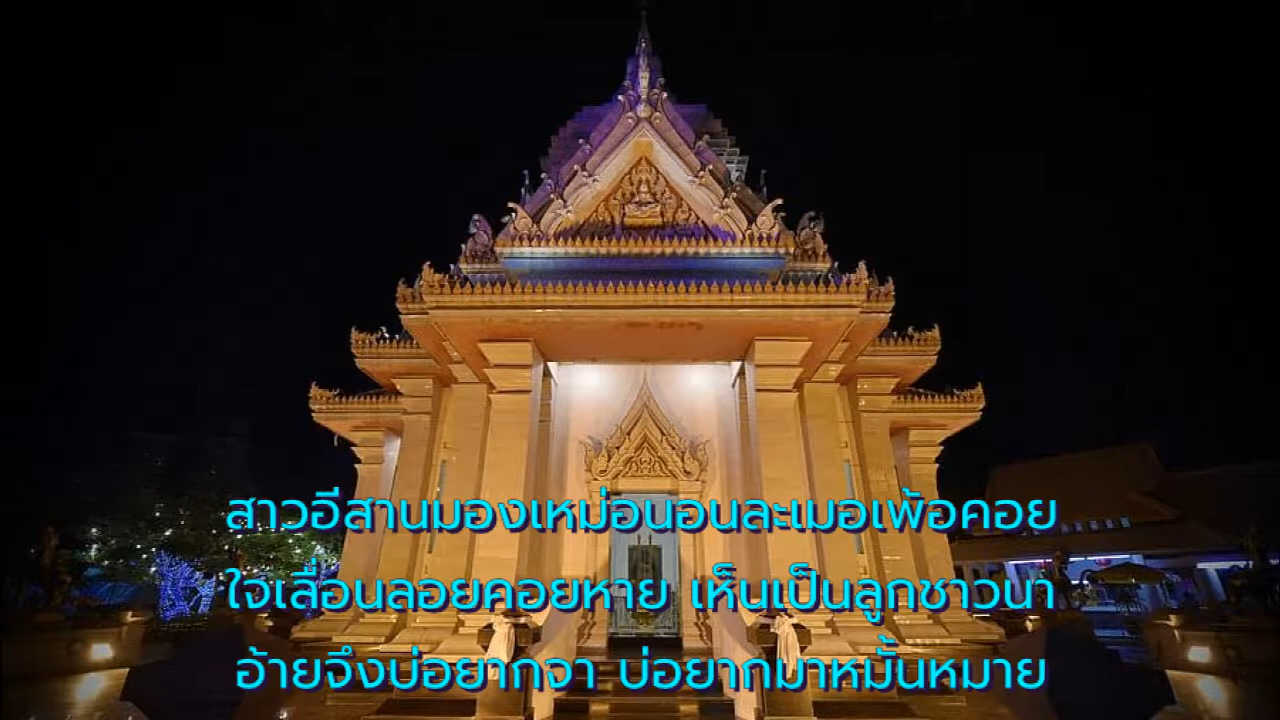 สาวอีสานมองเหม่อนอนละเมอเพ้อคอย
ใจเลื่อนลอยคอยหาย เห็นเป็นลูกชาวนา
อ้ายจึงบ่อยากจา บ่อยากมาหมั้นหมาย